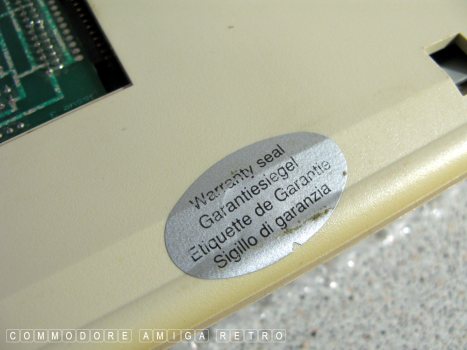 Warranty seal
Garantiesiegel
Etiquette de Garantie
Sigillo di garanzia
COMMODORE AMIGA RETRO